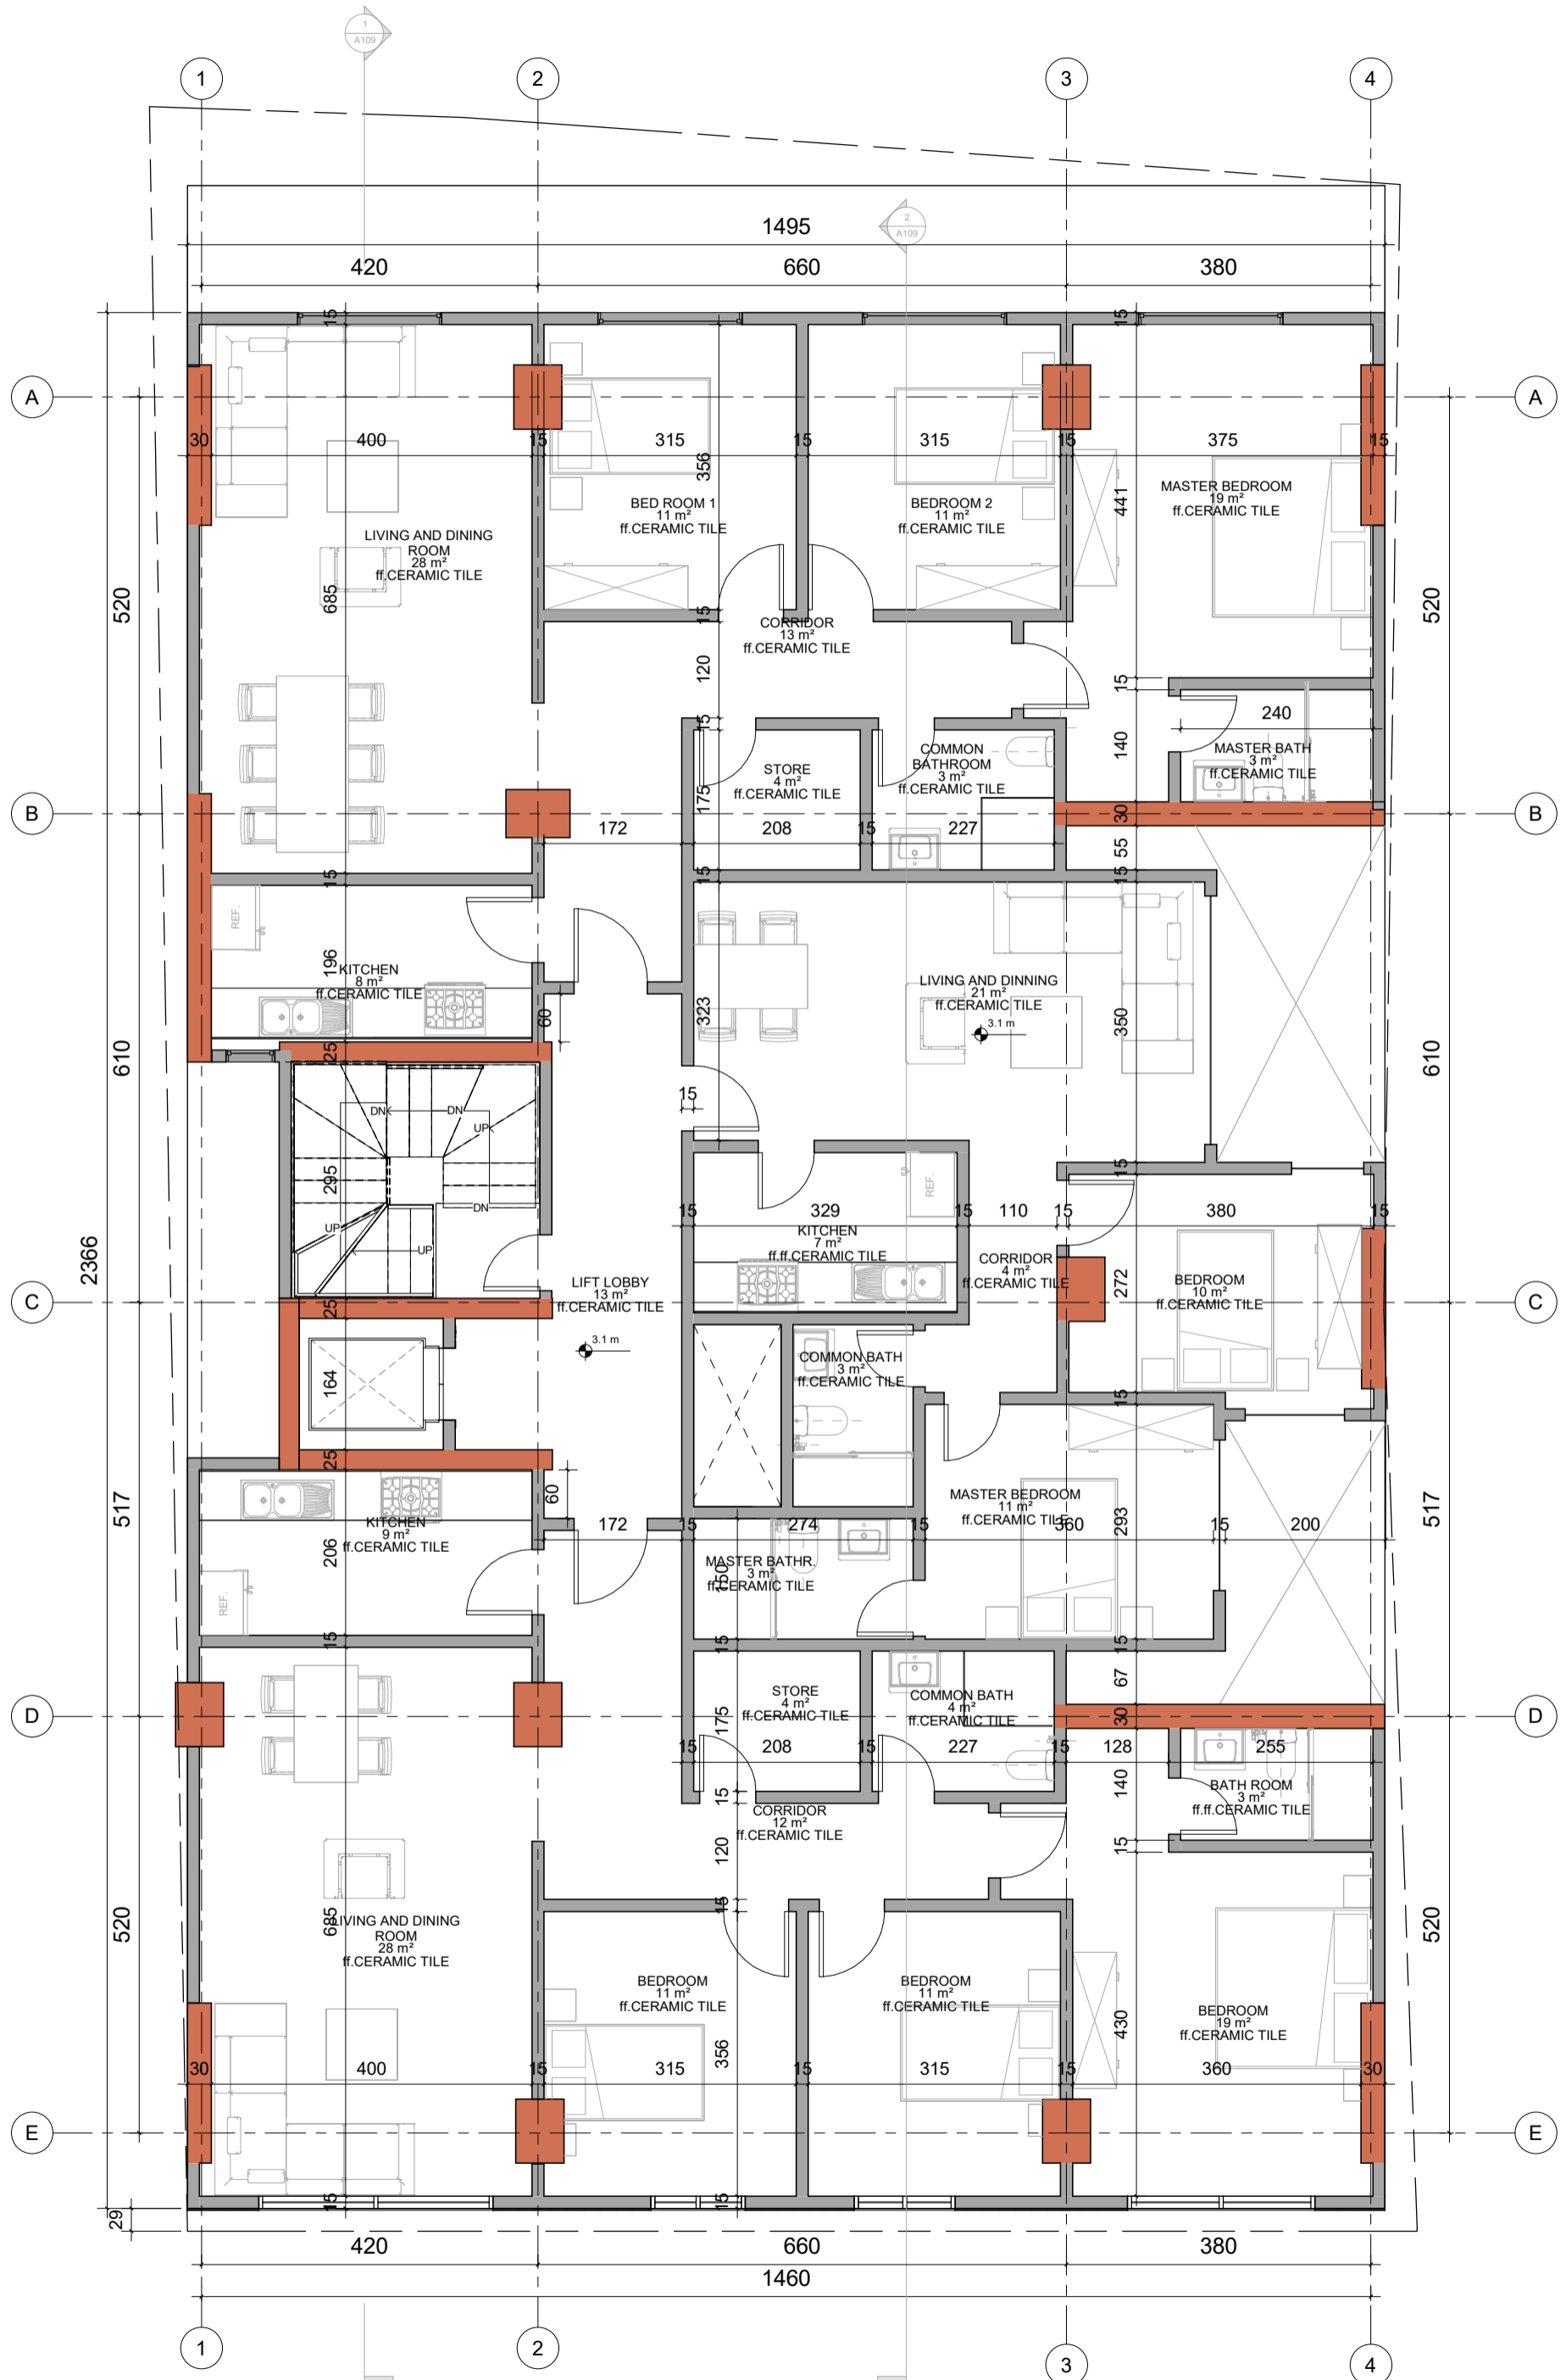 1
A109
1
2
3
4
2
A109
1495
420
660
380
15
15
A
A
30
400
15
315
15
315
15
375
15
356
441
BED ROOM 1
11 m²
ff.CERAMIC TILE
BEDROOM 2
11 m²
ff.CERAMIC TILE
MASTER BEDROOM
19 m²
ff.CERAMIC TILE
LIVING AND DINING
ROOM
28 m²
ff.CERAMIC TILE
685
520
520
15
CORRIDOR
13 m²
ff.CERAMIC TILE
120
15
15
240
140
STORE
4 m²
ff.CERAMIC TILE
COMMON
BATHROOM
3 m²
ff.CERAMIC TILE
MASTER BATH
3 m²
ff.CERAMIC TILE
175
B
B
30
172
208
15
227
55
15
15
15
REF.
196
KITCHEN
8 m²
ff.CERAMIC TILE
60
323
LIVING AND DINNING
21 m²
ff.CERAMIC TILE
3.1 m
350
25
610
610
15
DN
DN
UP
295
DN
UP
UP
15
REF.
15
329
15
110
15
380
15
KITCHEN
7 m²
ff.ff.CERAMIC TILE
CORRIDOR
4 m²
ff.CERAMIC TILE
272
BEDROOM
10 m²
ff.CERAMIC TILE
2366
LIFT LOBBY
13 m²
ff.CERAMIC TILE
3.1 m
C
C
25
164
COMMON BATH
3 m²
ff.CERAMIC TILE
15
25
60
517
517
KITCHEN
9 m²
ff.CERAMIC TILE
206
REF.
172
15
274
15
MASTER BEDROOM
11 m²
ff.CERAMIC TILE
360
293
15
200
MASTER BATHR.
3 m²
ff.CERAMIC TILE
150
15
15
15
67
STORE
4 m²
ff.CERAMIC TILE
COMMON BATH
4 m²
ff.CERAMIC TILE
175
30
D
D
15
208
15
227
15
128
255
140
BATH ROOM
3 m²
ff.ff.CERAMIC TILE
15
CORRIDOR
12 m²
ff.CERAMIC TILE
120
15
15
LIVING AND DINING
ROOM
28 m²
ff.CERAMIC TILE
685
520
520
BEDROOM
11 m²
ff.CERAMIC TILE
BEDROOM
11 m²
ff.CERAMIC TILE
BEDROOM
19 m²
ff.CERAMIC TILE
356
430
30
400
15
315
15
315
15
360
30
E
E
15
15
15
29
420
660
380
1460
1
2
3
4